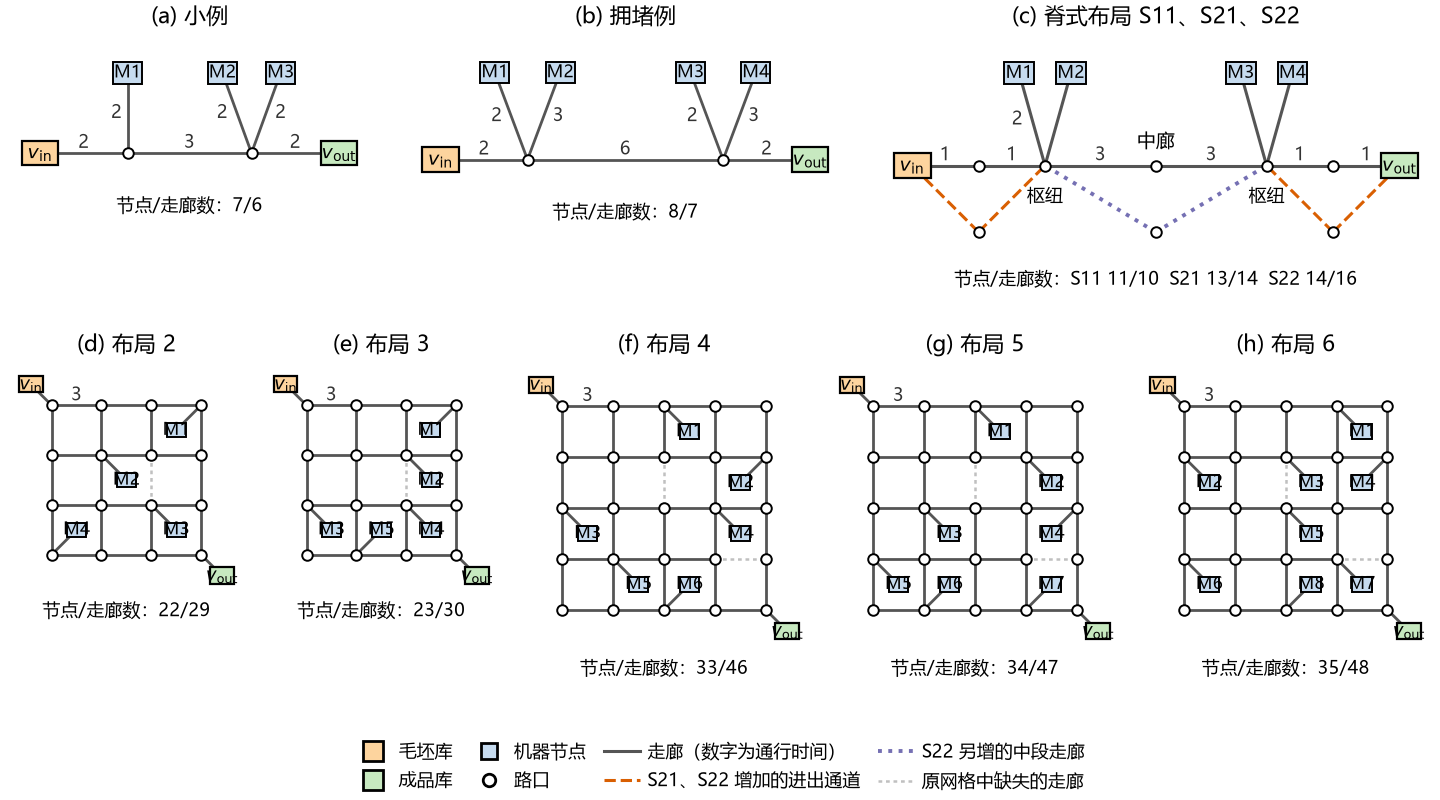 (a) 小例
(b) 拥堵例
(c) 脊式布局 S11、S21、S22
M1
M2
M3
2
2
2
2
3
2
vin
vout
节点/走廊数：7/6
M1
M2
M3
M4
2
3
2
3
2
6
2
vin
vout
节点/走廊数：8/7
M1
M2
M3
M4
2
中廊
1
1
3
3
1
1
vin
vout
枢纽
枢纽
节点/走廊数：S11 11/10 S21 13/14 S22 14/16
(d) 布局 2
vin
3
M1
M2
M4
M3
vout
节点/走廊数：22/29
(e) 布局 3
vin
3
M1
M2
M3
M5
M4
vout
节点/走廊数：23/30
(f) 布局 4
vin
3
M1
M2
M3
M4
M5
M6
vout
节点/走廊数：33/46
(g) 布局 5
vin
3
M1
M2
M3
M4
M5
M6
M7
vout
节点/走廊数：34/47
(h) 布局 6
vin
3
M1
M2
M3
M4
M5
M6
M8
M7
vout
节点/走廊数：35/48
毛坯库
机器节点
走廊（数字为通行时间）
S22 另增的中段走廊
成品库
路口
S21、S22 增加的进出通道
原网格中缺失的走廊